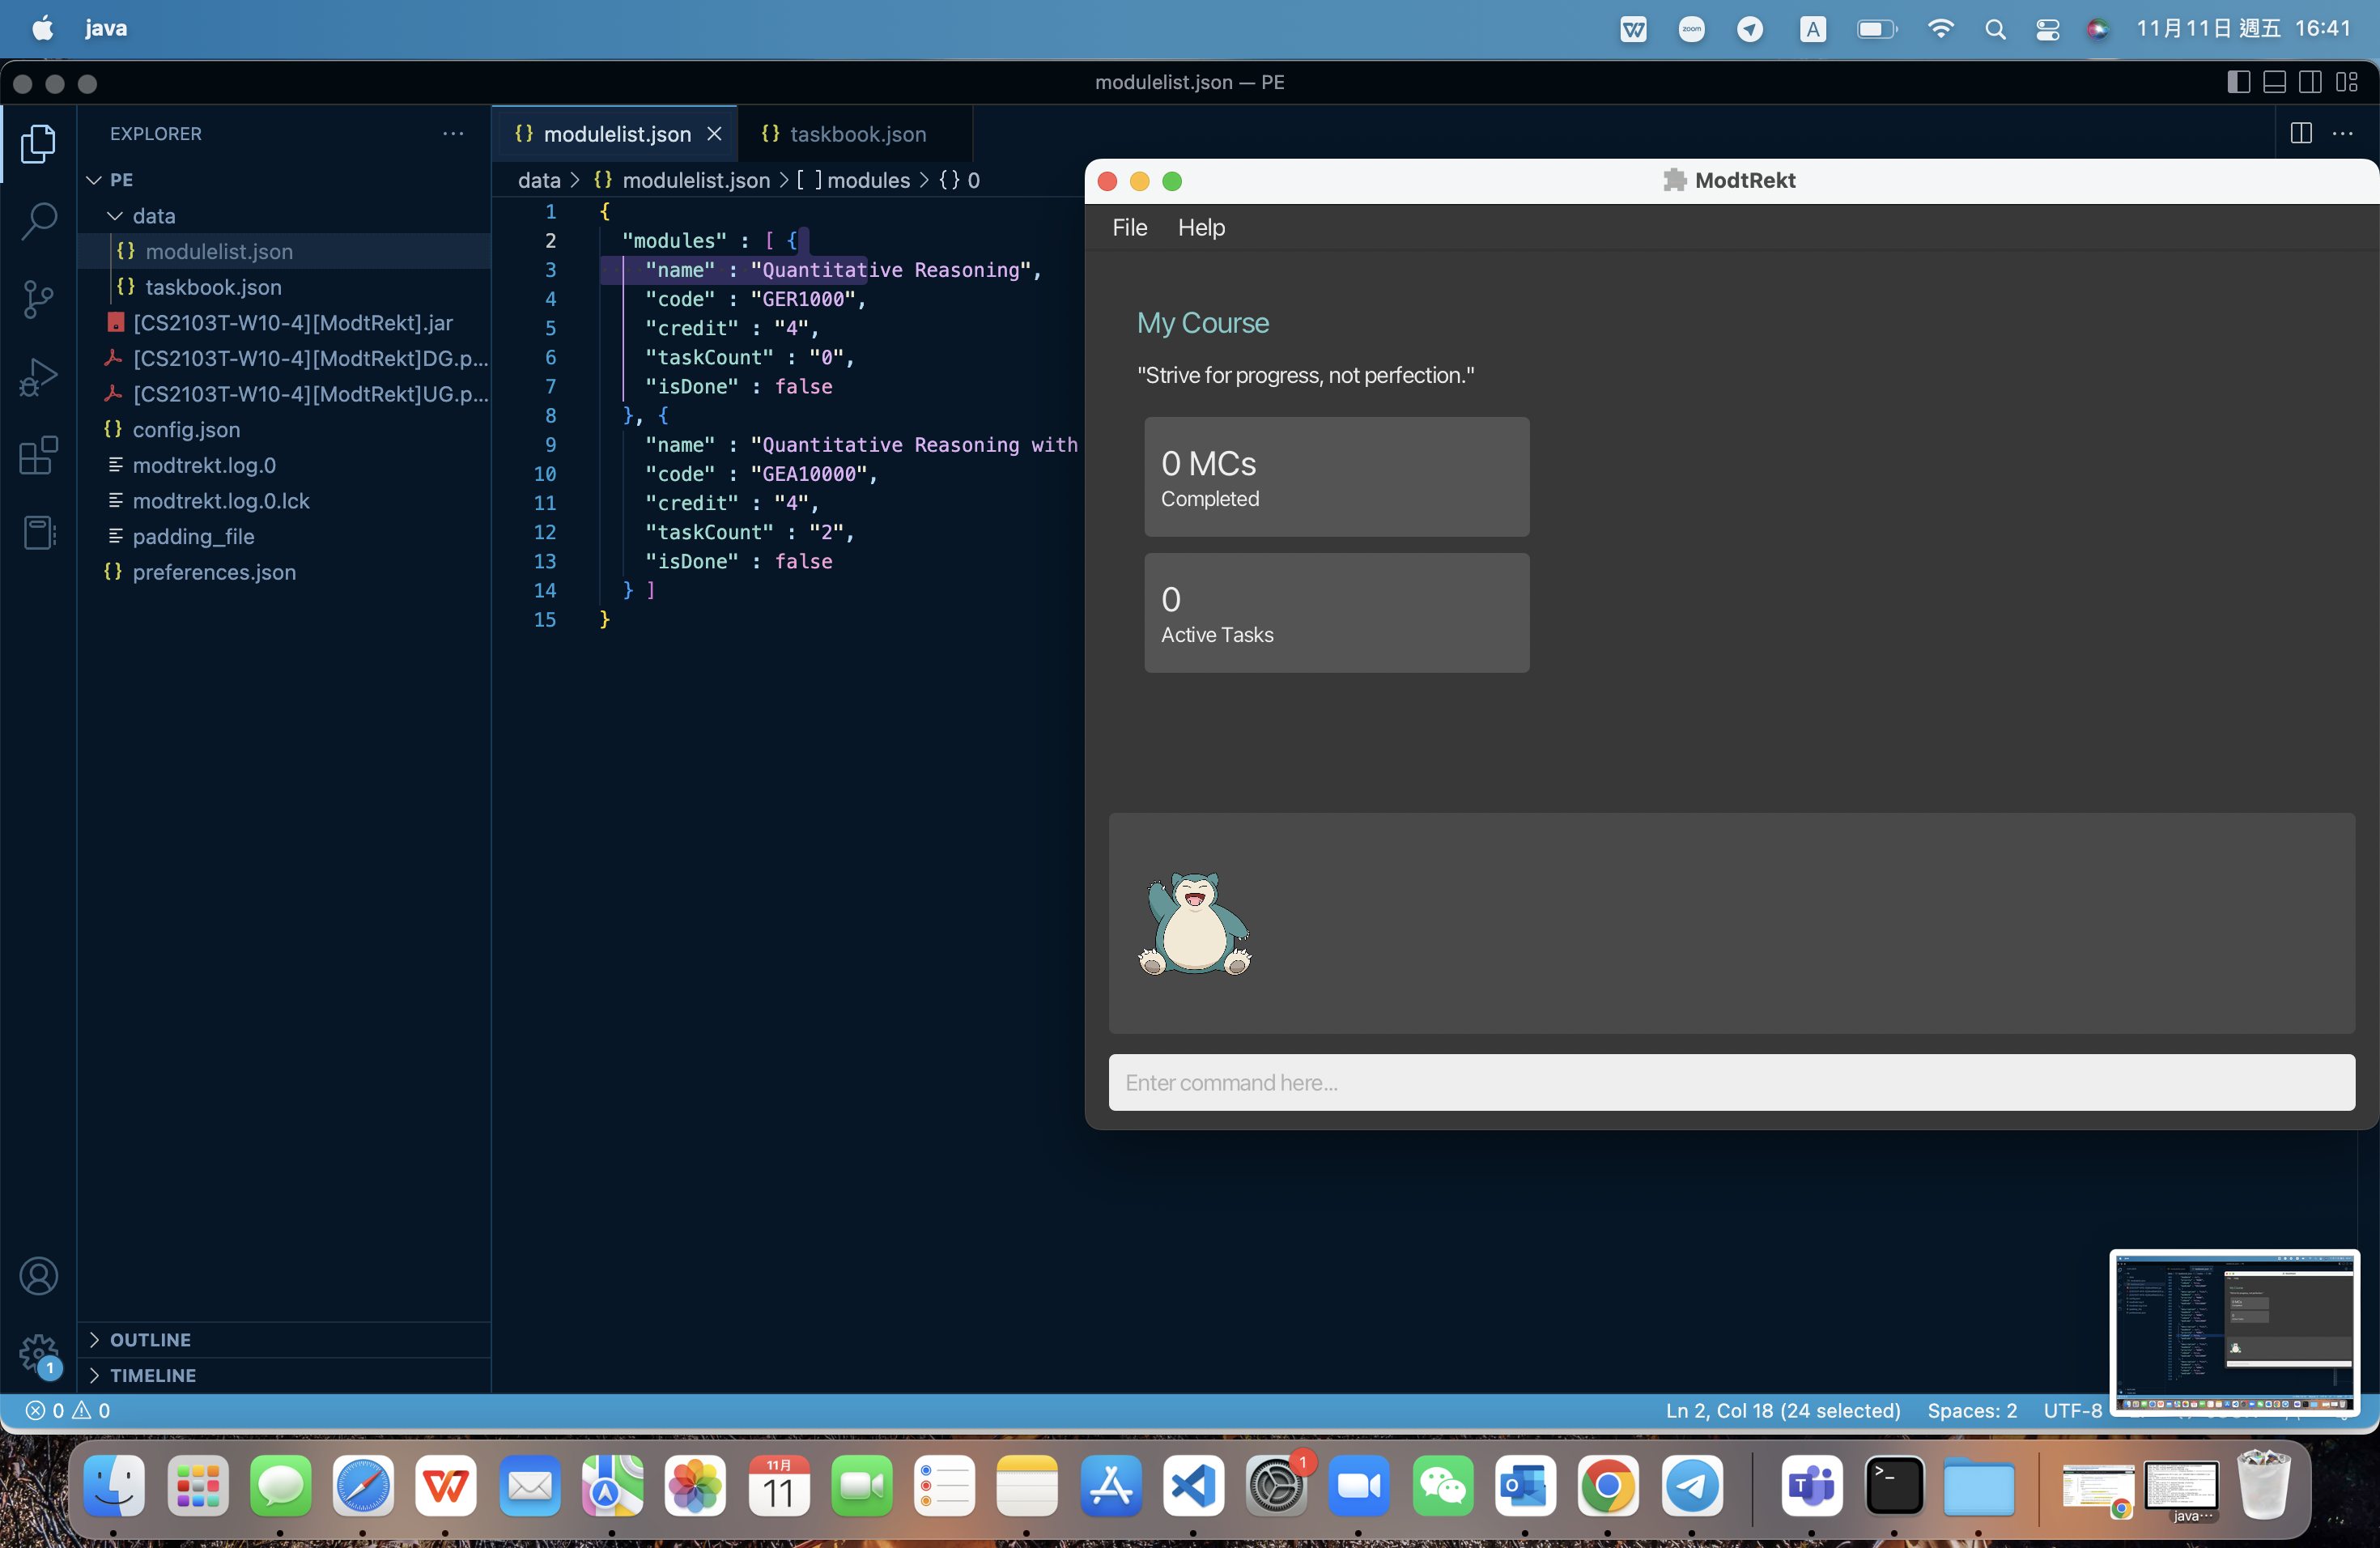 java
zoom
A
11月11日 週五 16:41
modulelist.json — PE
EXPLORER
modulelist.json
taskbook.json
PE
data
modulelist.json
taskbook.json
[CS2103T-W10-4][ModtRekt].jar
[CS2103T-W10-4][ModtRekt]DG.p...
[CS2103T-W10-4][ModtRekt]UG.p...
config.json
modtrekt.log.0
modtrekt.log.0.lck
padding_file
preferences.json
OUTLINE
TIMELINE
1
data > {} modulelist.json > [ ] modules > {} 0
1 {
2 "modules" : [ {
3 "name" : "Quantitative Reasoning",
4 "code" : "GER1000",
5 "credit" : "4",
6 "taskCount" : "0",
7 "isDone" : false
8 }, {
9 "name" : "Quantitative Reasoning with
10 "code" : "GEA10000",
11 "credit" : "4",
12 "taskCount" : "2",
13 "isDone" : false
14 } ]
15 }
ModtRekt
File Help
My Course
"Strive for progress, not perfection."
0 MCs
Completed
0
Active Tasks
Enter command here...
0 0
Ln 2, Col 18 (24 selected) Spaces: 2 UTF-8
11月
11
1
java...